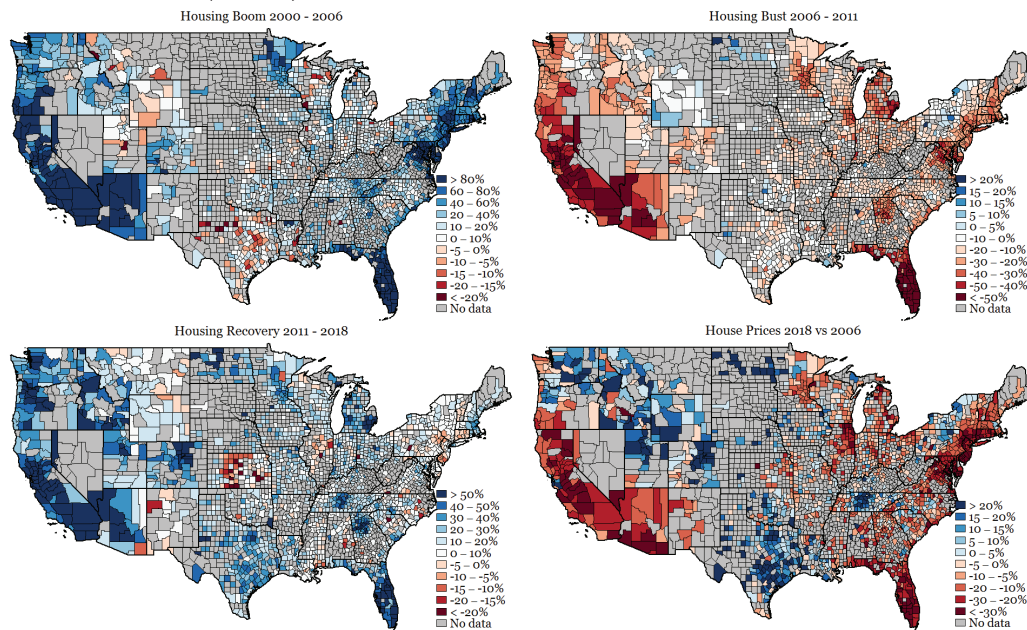 Housing Boom 2000 - 2006
> 80%
60 – 80%
40 – 60%
20 – 40%
10 – 20%
0 – 10%
-5 – 0%
-10 – -5%
-15 – -10%
-20 – -15%
< -20%
No data
Housing Bust 2006 - 2011
> 20%
15 – 20%
10 – 15%
5 – 10%
0 – 5%
-10 – 0%
-20 – -10%
-30 – -20%
-40 – -30%
-50 – -40%
< -50%
No data
Housing Recovery 2011 - 2018
> 50%
40 – 50%
30 – 40%
20 – 30%
10 – 20%
0 – 10%
-5 – 0%
-10 – -5%
-15 – -10%
-20 – -15%
< -20%
No data
House Prices 2018 vs 2006
> 20%
15 – 20%
10 – 15%
5 – 10%
0 – 5%
-5 – 0%
-10 – -5%
-20 – -10%
-30 – -20%
< -30%
No data